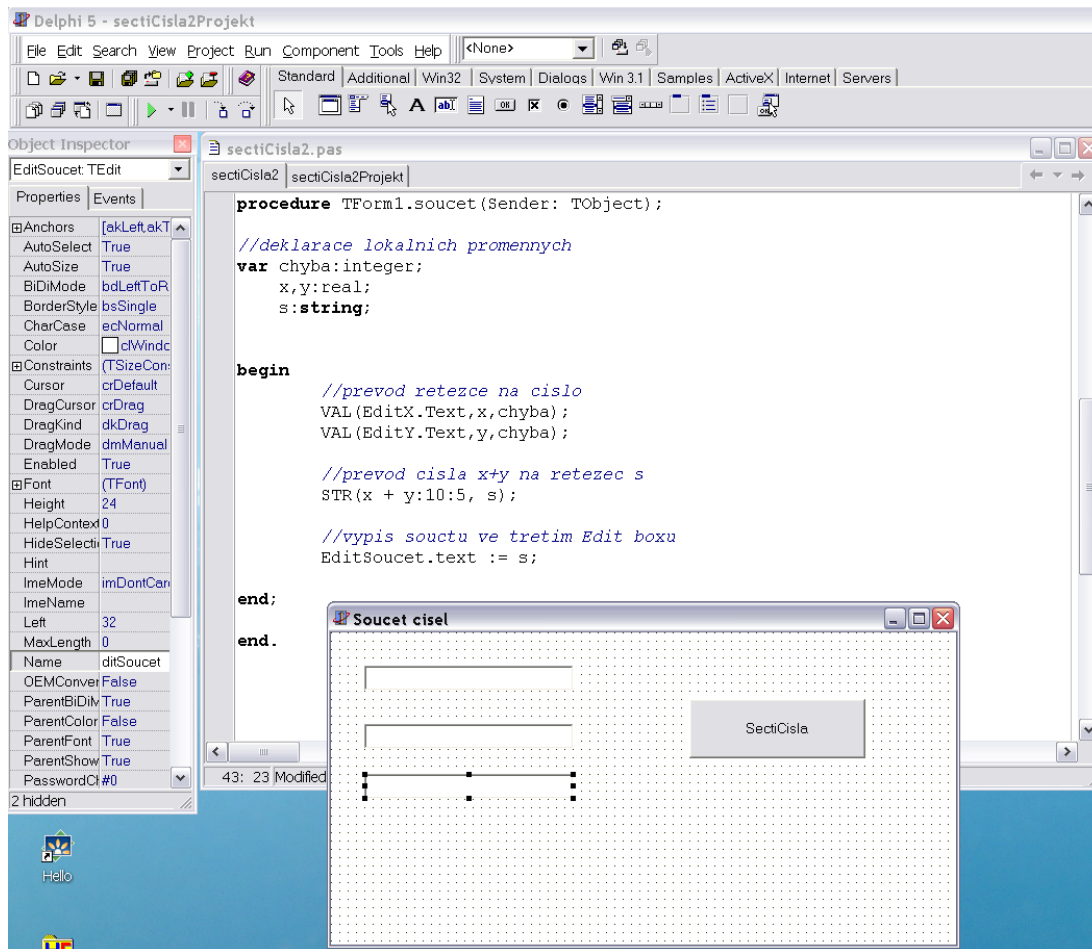 Delphi 5 - sectiCisla2Projekt
File Edit Search View Project Run Component Tools Help <None>
Standard Additional Win32 System Dialogs Win 3.1 Samples ActiveX Internet Servers
Object Inspector
EditSoucet: TEdit
Properties Events
Anchors [akLeft,akT
AutoSelect True
AutoSize True
BiDiMode bdLeftToR
BorderStyle bsSingle
CharCase ecNormal
Color clWindo
Constraints (TSizeCon
Cursor crDefault
DragCursor crDrag
DragKind dkDrag
DragMode dmManual
Enabled True
Font (TFont)
Height 24
HelpContext 0
HideSelecti True
Hint
ImeMode imDontCar
ImeName
Left 32
MaxLength 0
Name ditSoucet
OEMConver False
ParentBiDiM True
ParentColor False
ParentFont True
ParentShow True
PasswordCh #0
2 hidden
sectiCisla2.pas
sectiCisla2 sectiCisla2Projekt
procedure TForm1.soucet(Sender: TObject);
//deklarace lokalnich promennych
var chyba:integer;
x,y:real;
s:string;
begin
//prevod retezce na cislo
VAL(EditX.Text,x,chyba);
VAL(EditY.Text,y,chyba);
//prevod cisla x+y na retezec s
STR(x + y:10:5, s);
//vypis souctu ve tretim Edit boxu
EditSoucet.text := s;
end;
end.
43: 23 Modified
Soucet cisel
SectiCisla
Hello